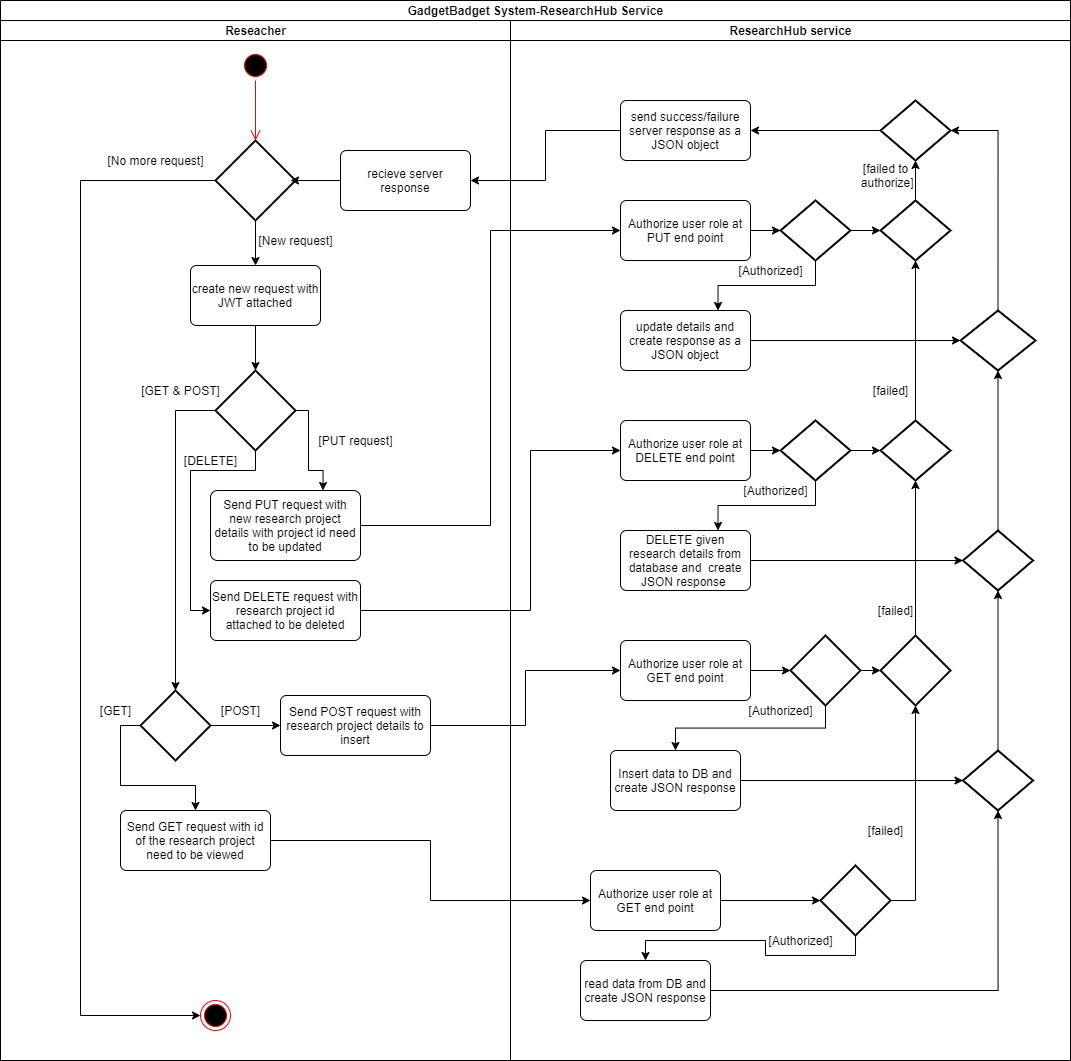 GadgetBadget System-ResearchHub Service
Reseacher
ResearchHub service
[No more request]
recieve server
response
send success/failure
server response as a
JSON object
[failed to
authorize]
[New request]
create new request with
JWT attached
Authorize user role at
PUT end point
[Authorized]
update details and
create response as a
JSON object
[GET & POST]
[PUT request]
[DELETE]
[failed]
Send PUT request with
new research project
details with project id need
to be updated
Authorize user role at
DELETE end point
[Authorized]
DELETE given
research details from
database and  create
JSON response
Send DELETE request with
research project id
attached to be deleted
[failed]
Authorize user role at
GET end point
[Authorized]
[GET]
[POST]
Send POST request with
research project details to
insert
Insert data to DB and
create JSON response
Send GET request with id
of the research project
need to be viewed
[failed]
Authorize user role at
GET end point
[Authorized]
read data from DB and
create JSON response